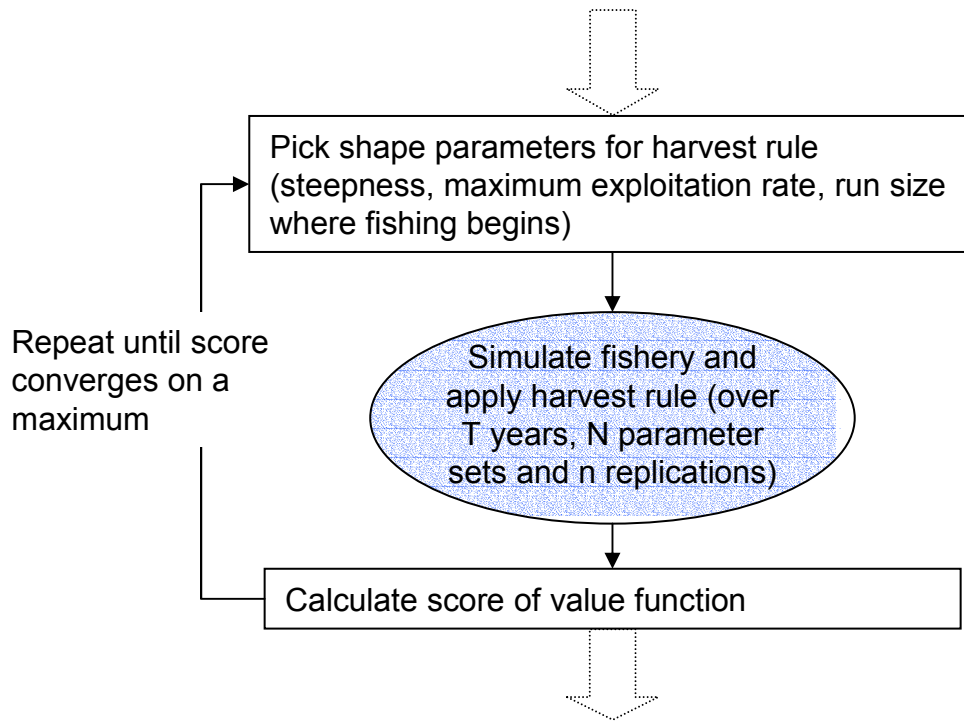 Pick shape parameters for harvest rule
(steepness, maximum exploitation rate, run size
where fishing begins)
Repeat until score
converges on a
maximum
Simulate fishery and
apply harvest rule (over
T years, N parameter
sets and n replications)
Calculate score of value function